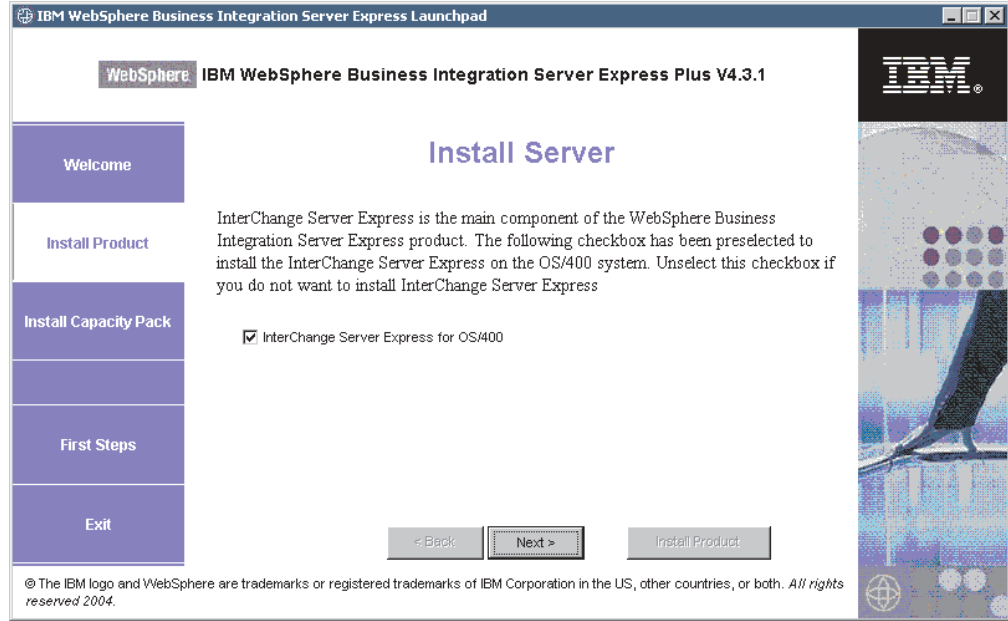 IBM WebSphere Business Integration Server Express Launchpad
WebSphere IBM WebSphere Business Integration Server Express Plus V4.3.1
IBM®
Welcome
Install Product
Install Capacity Pack
First Steps
Exit
Install Server
InterChange Server Express is the main component of the WebSphere Business
Integration Server Express product. The following checkbox has been preselected to
install the InterChange Server Express on the OS/400 system. Unselect this checkbox if
you do not want to install InterChange Server Express
InterChange Server Express for OS/400
< Back Next > Install Product
© The IBM logo and WebSphere are trademarks or registered trademarks of IBM Corporation in the US, other countries, or both. All rights
reserved 2004.